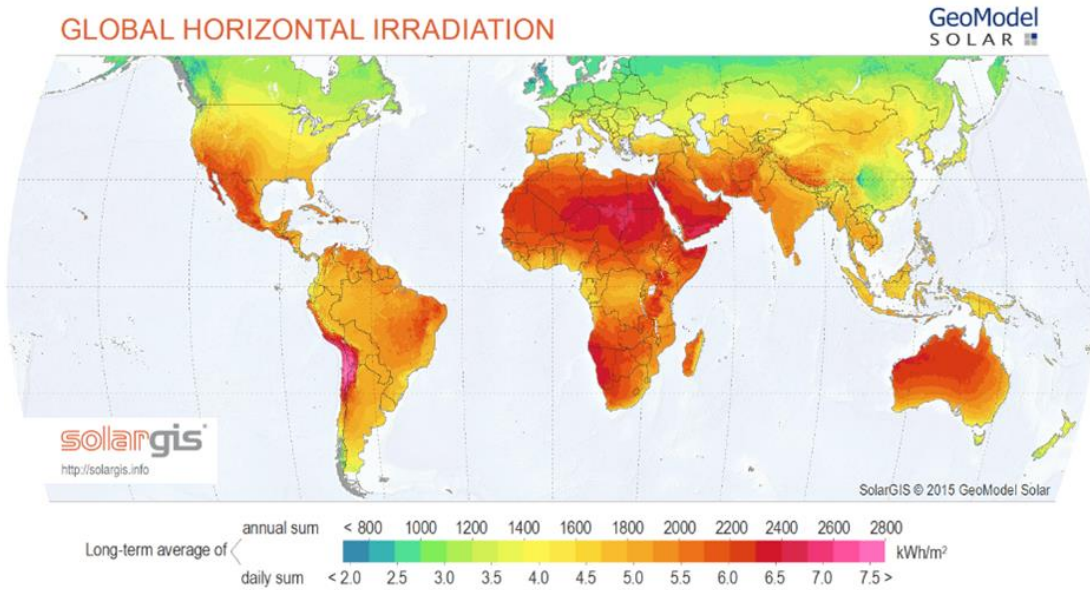 GLOBAL HORIZONTAL IRRADIATION
GeoModel
SOLAR
solargis
http://solargis.info
SolarGIS © 2015 GeoModel Solar
annual sum < 800 1000 1200 1400 1600 1800 2000 2200 2400 2600 2800
Long-term average of kWh/m²
daily sum < 2.0 2.5 3.0 3.5 4.0 4.5 5.0 5.5 6.0 6.5 7.0 7.5 >